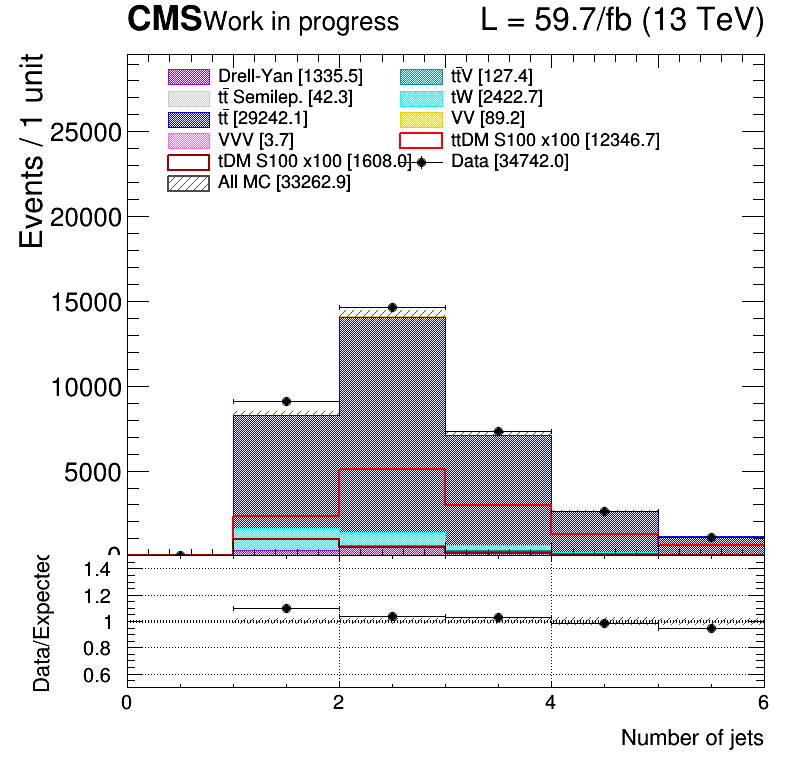 CMS Work in progress L = 59.7/fb (13 TeV)
Events / 1 unit
Drell-Yan [1335.5] tt̄V [127.4]
tt̄ Semilep. [42.3] tW [2422.7]
tt̄ [29242.1] VV [89.2]
VVV [3.7] ttDM S100 x100 [12346.7]
tDM S100 x100 [1608.0] Data [34742.0]
All MC [33262.9]
25000
20000
15000
10000
5000
0
Data/Expected
1.4
1.2
1
0.8
0.6
0 2 4 6
Number of jets